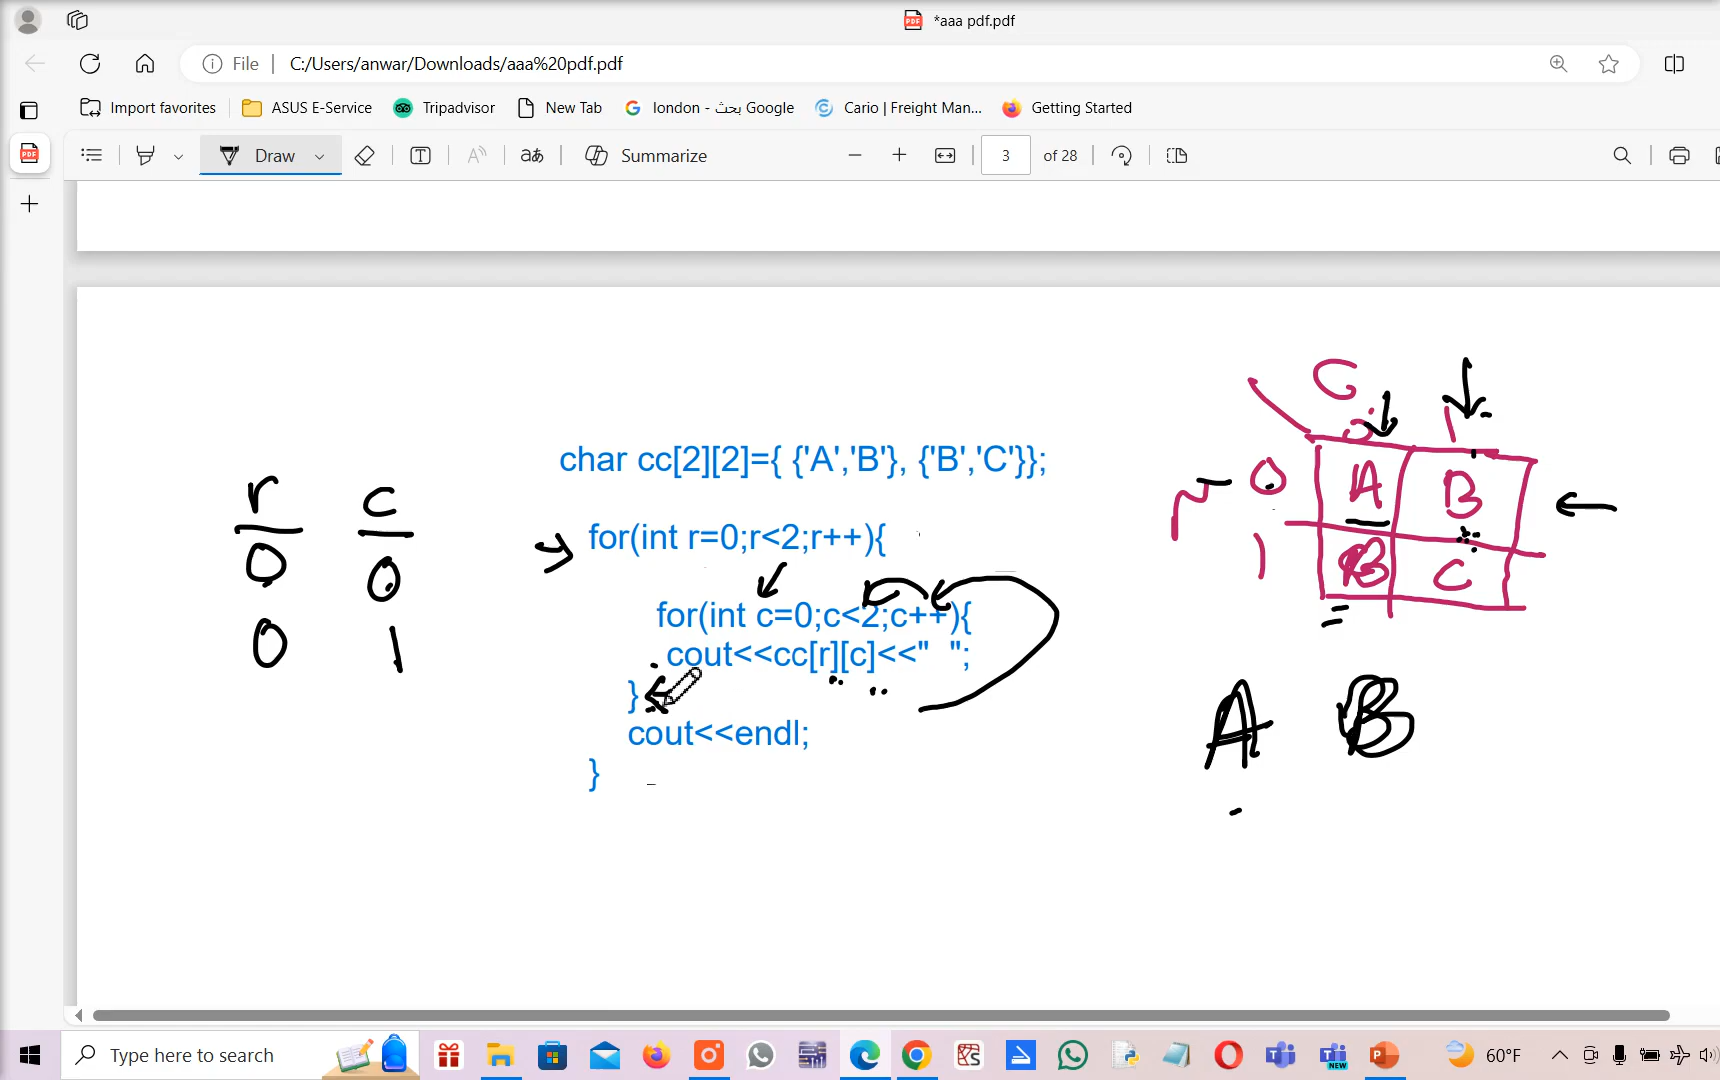 *aaa pdf.pdf
File | C:/Users/anwar/Downloads/aaa%20pdf.pdf
Import favorites ASUS E-Service Tripadvisor New Tab london - بحث Google Cario | Freight Man... Getting Started
Draw Summarize 3 of 28
char cc[2][2]={ {'A','B'}, {'B','C'}};
for(int r=0;r<2;r++){
for(int c=0;c<2;c++){
cout<<cc[r][c]<<"  ";
}
cout<<endl;
}
r c
0 0
0 1
C
0 1
r 0 A B
1 B C
A B
Type here to search 60°F